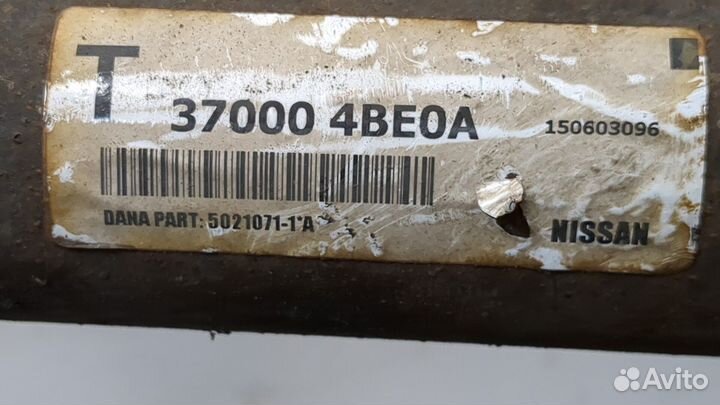 T
37000 4BE0A
150603096
DANA PART: 5021071-1*A
NISSAN
Avito